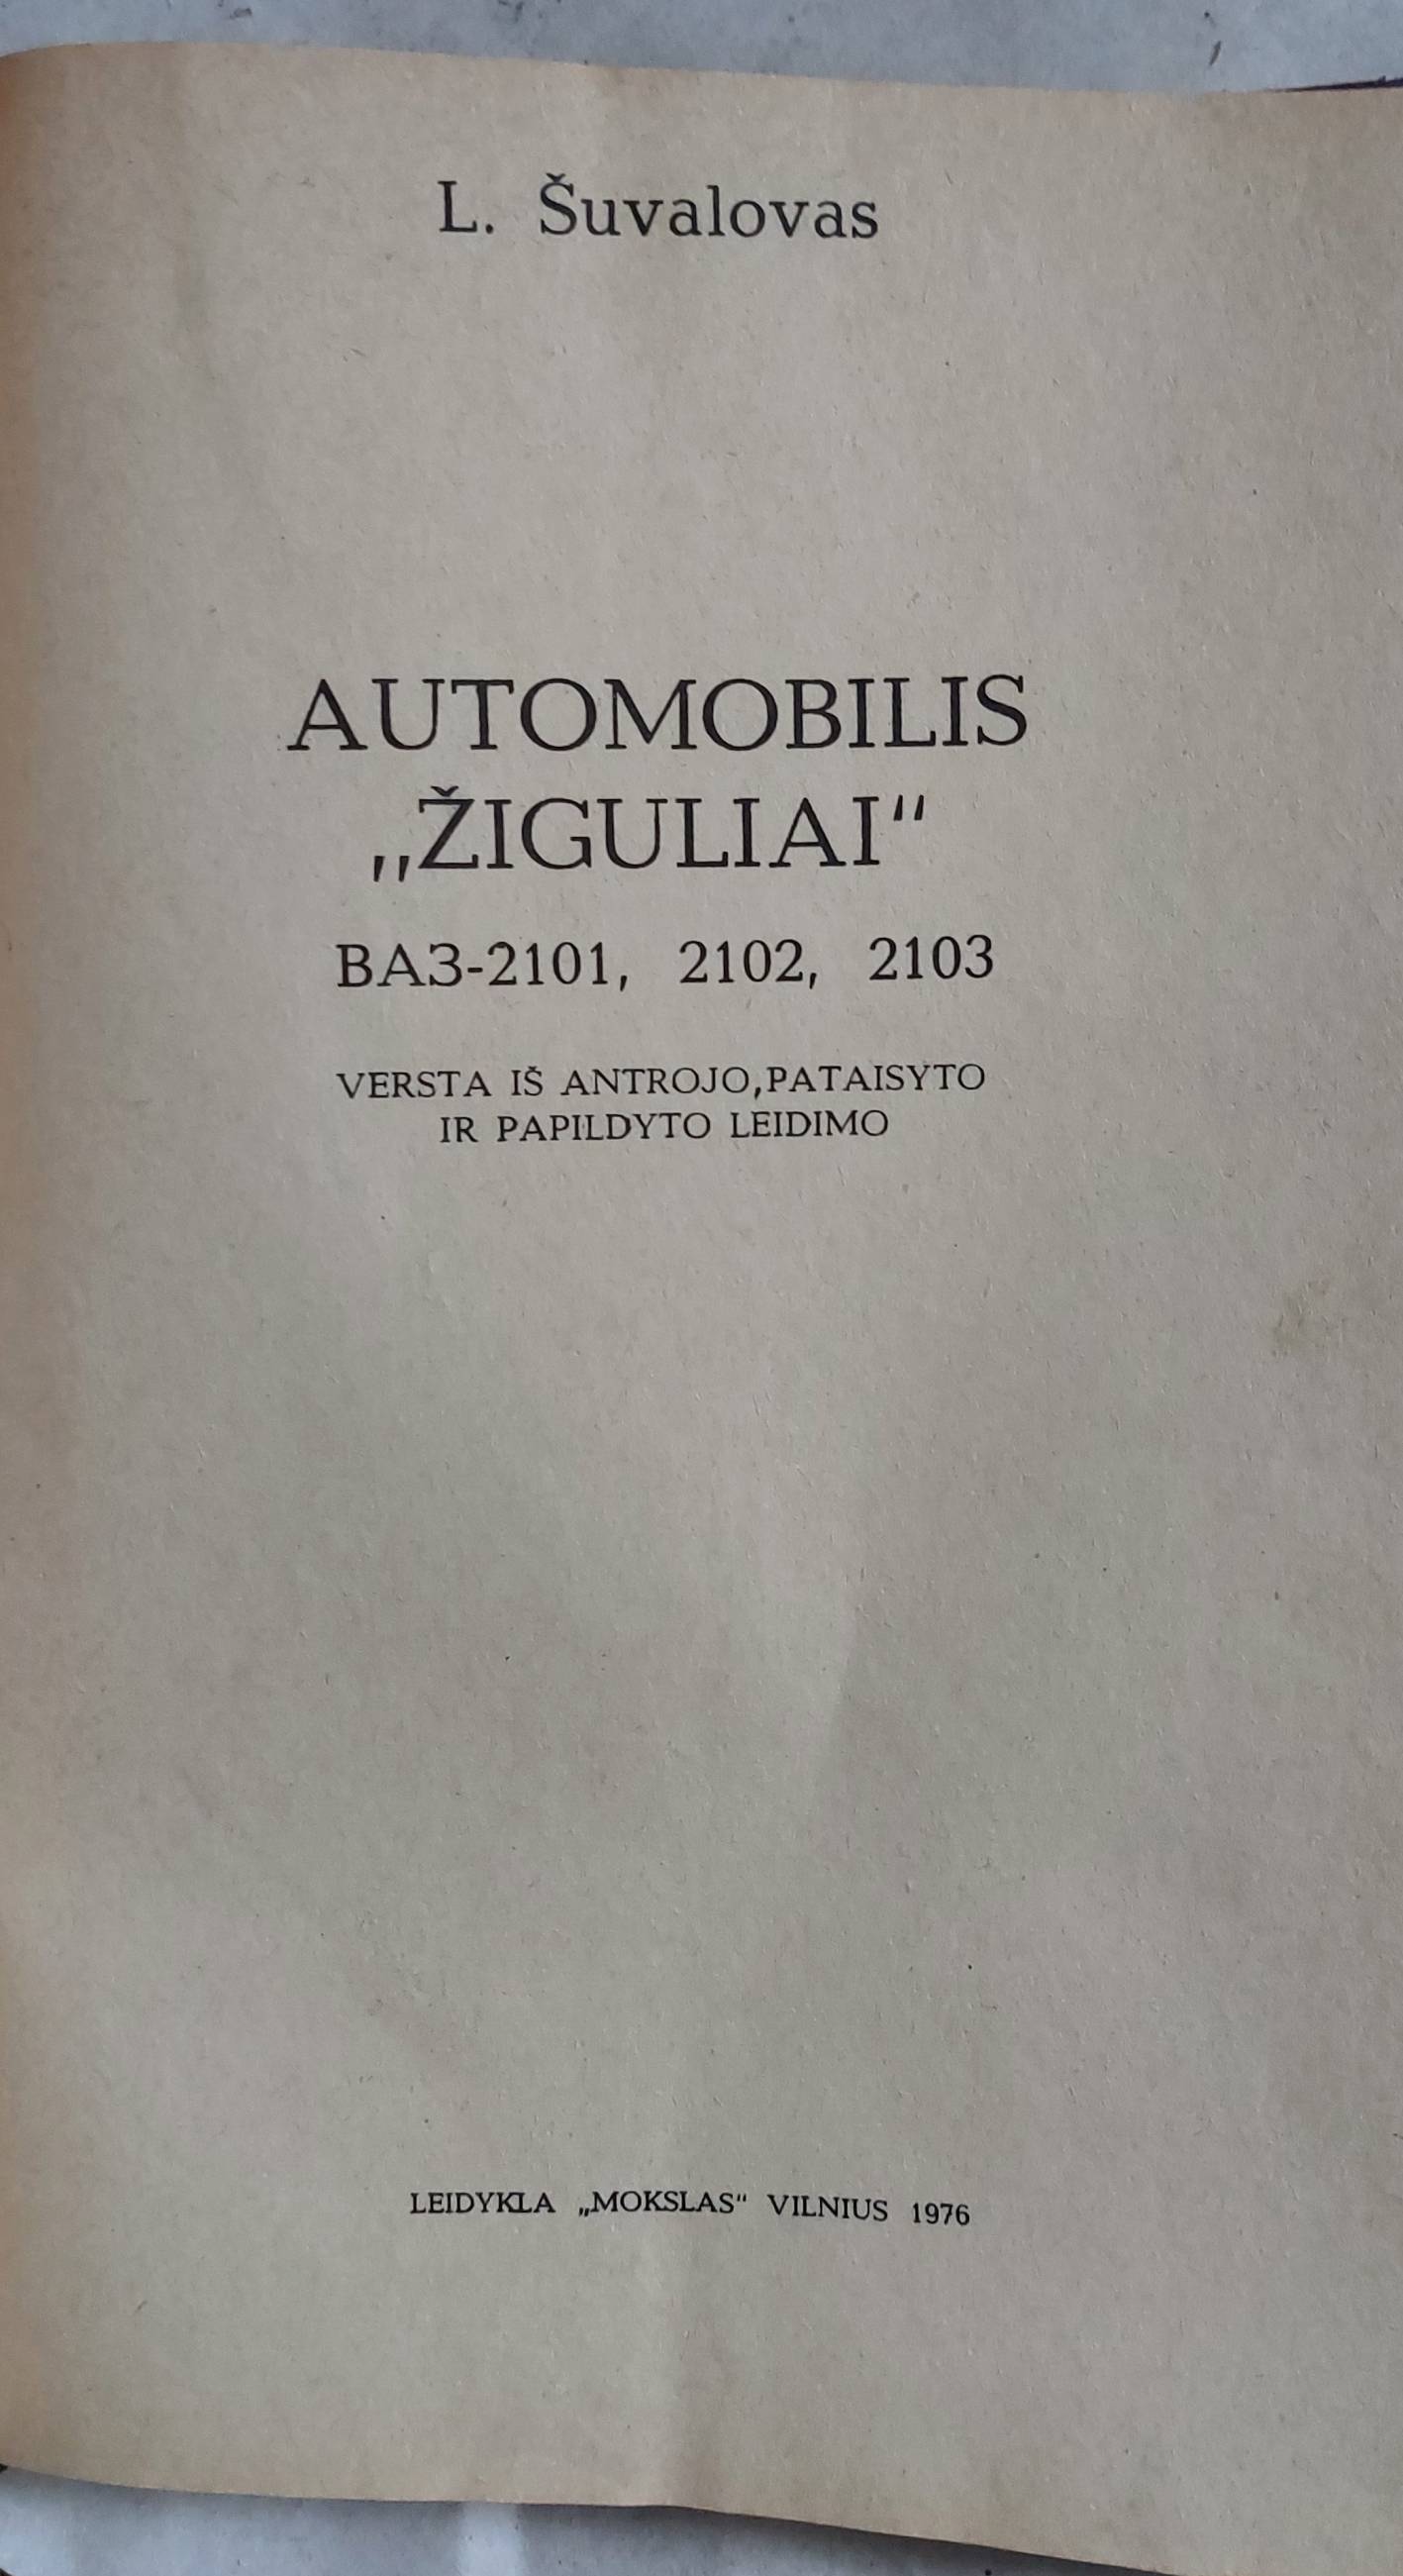 L. Šuvalovas
AUTOMOBILIS
„ŽIGULIAI“
ВАЗ-2101, 2102, 2103
VERSTA IŠ ANTROJO, PATAISYTO
IR PAPILDYTO LEIDIMO
LEIDYKLA „MOKSLAS“ VILNIUS 1976